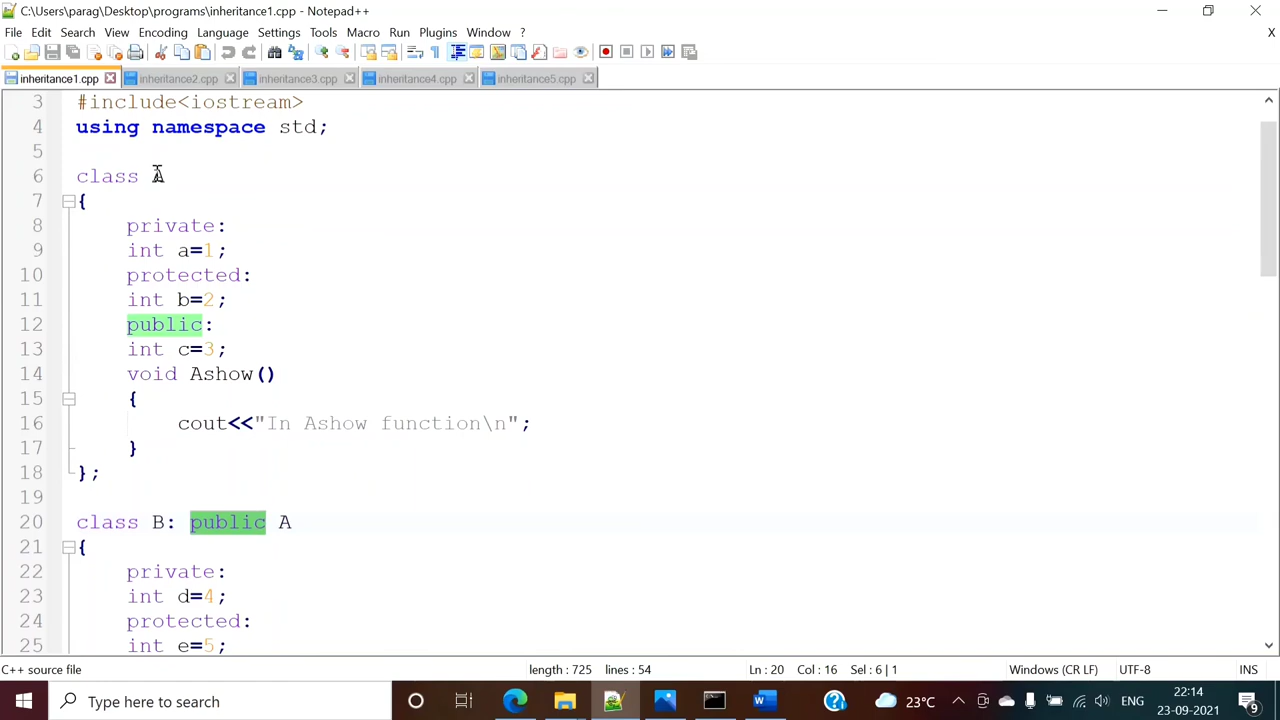 C:\Users\parag\Desktop\programs\inheritance1.cpp - Notepad++
File Edit Search View Encoding Language Settings Tools Macro Run Plugins Window ? X
inheritance1.cpp inheritance2.cpp inheritance3.cpp inheritance4.cpp inheritance5.cpp
3 #include<iostream>
4 using namespace std;
5
6 class A
7 {
8 private:
9 int a=1;
10 protected:
11 int b=2;
12 public:
13 int c=3;
14 void Ashow()
15 {
16 cout<<"In Ashow function\n";
17 }
18 };
19
20 class B: public A
21 {
22 private:
23 int d=4;
24 protected:
25 int e=5;
C++ source file length : 725 lines : 54 Ln : 20 Col : 16 Sel : 6 | 1 Windows (CR LF) UTF-8 INS
Type here to search 23°C ENG 22:14
23-09-2021 9